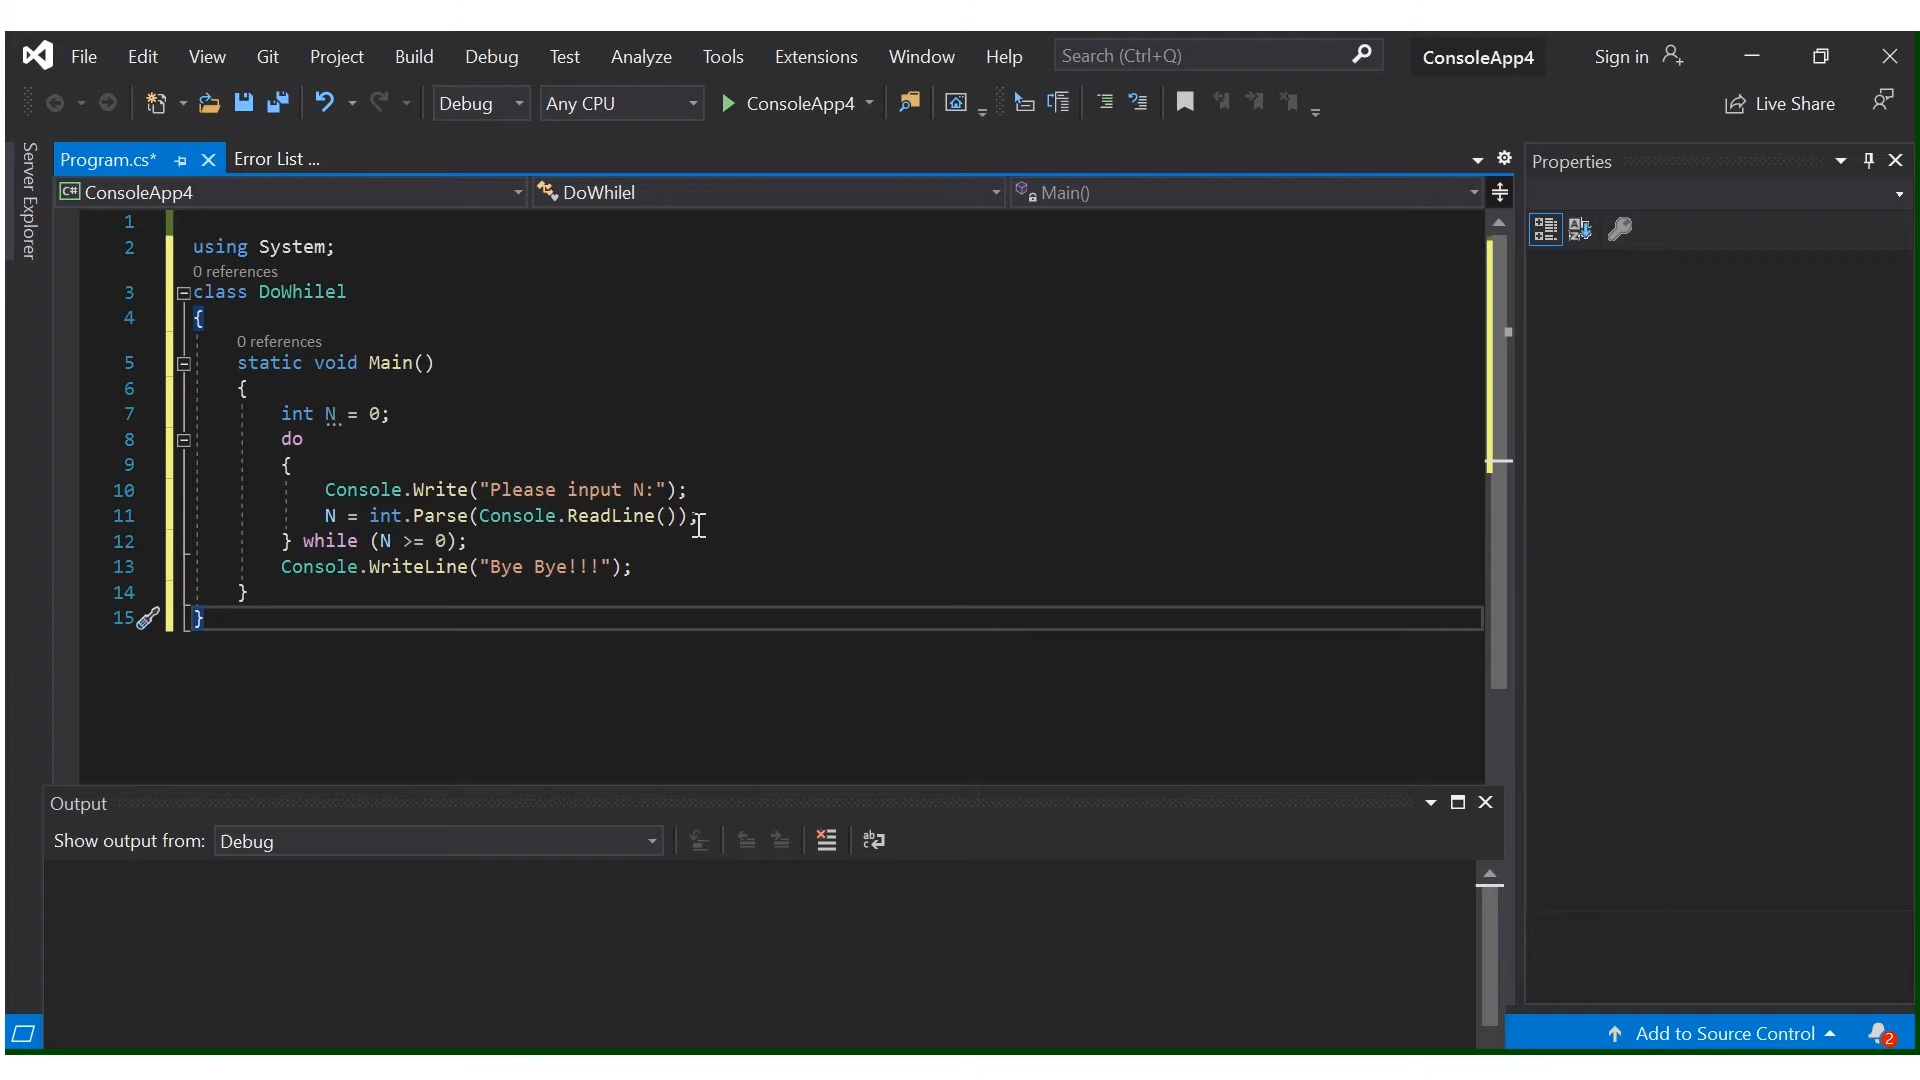 File Edit View Git Project Build Debug Test Analyze Tools Extensions Window Help Search (Ctrl+Q) ConsoleApp4 Sign in
Debug Any CPU ConsoleApp4 Live Share
Server Explorer
Program.cs* Error List ... Properties
C# ConsoleApp4 DoWhilel Main()
1
2 using System;
0 references
3 class DoWhilel
4 {
0 references
5 static void Main()
6 {
7 int N = 0;
8 do
9 {
10 Console.Write("Please input N:");
11 N = int.Parse(Console.ReadLine());
12 } while (N >= 0);
13 Console.WriteLine("Bye Bye!!!");
14 }
15 }
Output
Show output from: Debug
Add to Source Control 2